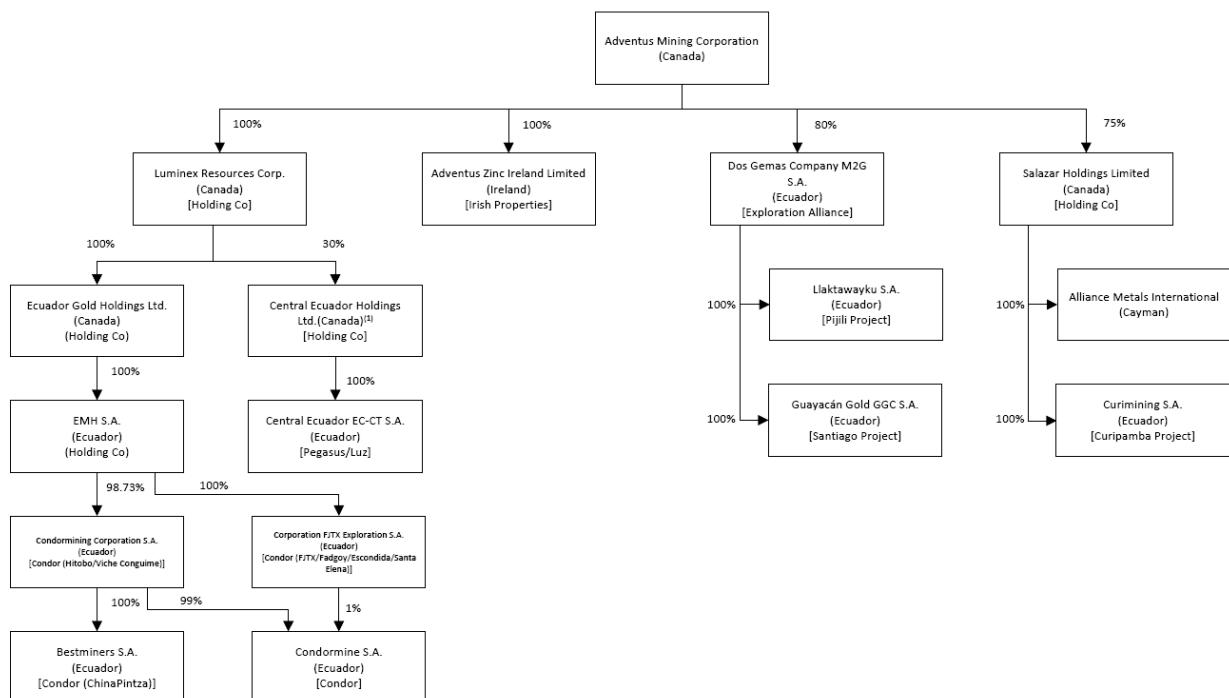 Adventus Mining Corporation
(Canada)
100%
100%
80%
75%
Luminex Resources Corp.
(Canada)
[Holding Co]
Adventus Zinc Ireland Limited
(Ireland)
[Irish Properties]
Dos Gemas Company M2G
S.A.
(Ecuador)
[Exploration Alliance]
Salazar Holdings Limited
(Canada)
[Holding Co]
100%
30%
Ecuador Gold Holdings Ltd.
(Canada)
(Holding Co)
Central Ecuador Holdings
Ltd.(Canada)(1)
[Holding Co]
100%
Llaktawayku S.A.
(Ecuador)
[Pijili Project]
100%
Alliance Metals International
(Cayman)
100%
100%
EMH S.A.
(Ecuador)
(Holding Co)
Central Ecuador EC-CT S.A.
(Ecuador)
[Pegasus/Luz]
100%
Guayacán Gold GGC S.A.
(Ecuador)
[Santiago Project]
100%
Curimining S.A.
(Ecuador)
[Curipamba Project]
98.73%
100%
Condormining Corporation S.A.
(Ecuador)
[Condor (Hitobo/Viche Conguime)]
Corporation FJTX Exploration S.A.
(Ecuador)
[Condor (FJTX/Fadgoy/Escondida/Santa
Elena)]
100%
99%
1%
Bestminers S.A.
(Ecuador)
[Condor (ChinaPintza)]
Condormine S.A.
(Ecuador)
[Condor]